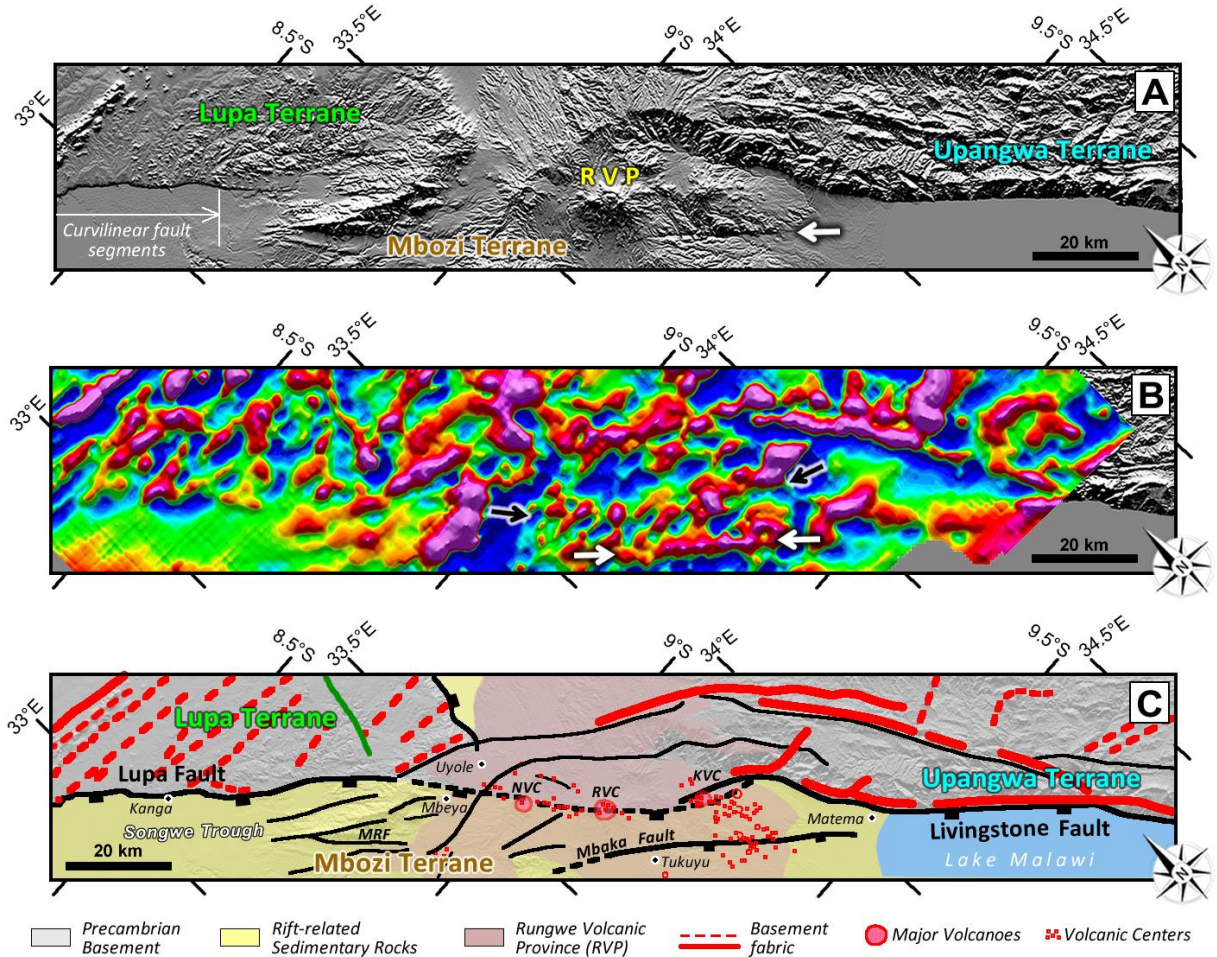 8.5°S 33.5°E 9°S 34°E 9.5°S 34.5°E
33°E
A
Lupa Terrane
Upangwa Terrane
R V P
Curvilinear fault
segments
Mbozi Terrane
20 km
N
8.5°S 33.5°E 9°S 34°E 9.5°S 34.5°E
33°E
B
20 km
N
8.5°S 33.5°E 9°S 34°E 9.5°S 34.5°E
33°E
C
Lupa Terrane
Uyole
Lupa Fault
NVC
RVC
KVC
Upangwa Terrane
Kanga
Mbeya
Songwe Trough
MRF
Mbaka Fault
Matema
Livingstone Fault
20 km
Mbozi Terrane
Tukuyu
Lake Malawi
N
Precambrian
Basement
Rift-related
Sedimentary Rocks
Rungwe Volcanic
Province (RVP)
Basement
fabric
Major Volcanoes
Volcanic Centers